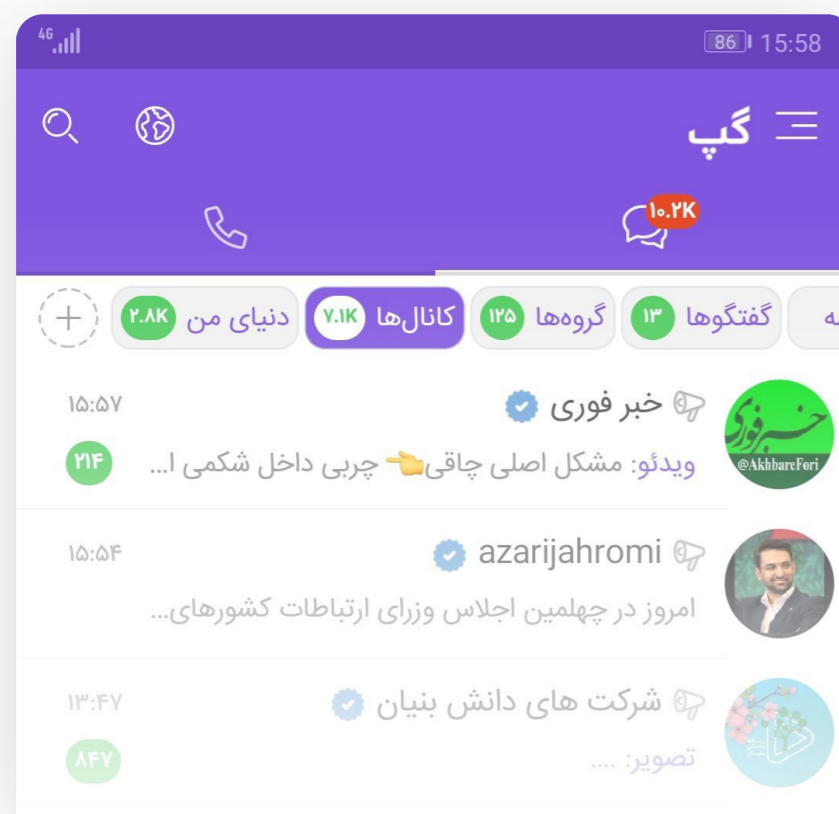 4G 86 15:58
گپ
۱۰.۲K
گفتگوها ۱۳ گروه‌ها ۱۲۵ کانال‌ها ۷.۱K دنیای من ۲.۸K
خبر فوری ۱۵:۵۷
خبرفوری
@AkhbareFori
ویدئو: مشکل اصلی چاقی👈 چربی داخل شکمی ا... ۲۱۴
azarijahromi ۱۵:۵۴
امروز در چهلمین اجلاس وزرای ارتباطات کشورهای...
شرکت های دانش بنیان ۱۳:۴۷
تصویر: .... ۸۴۷